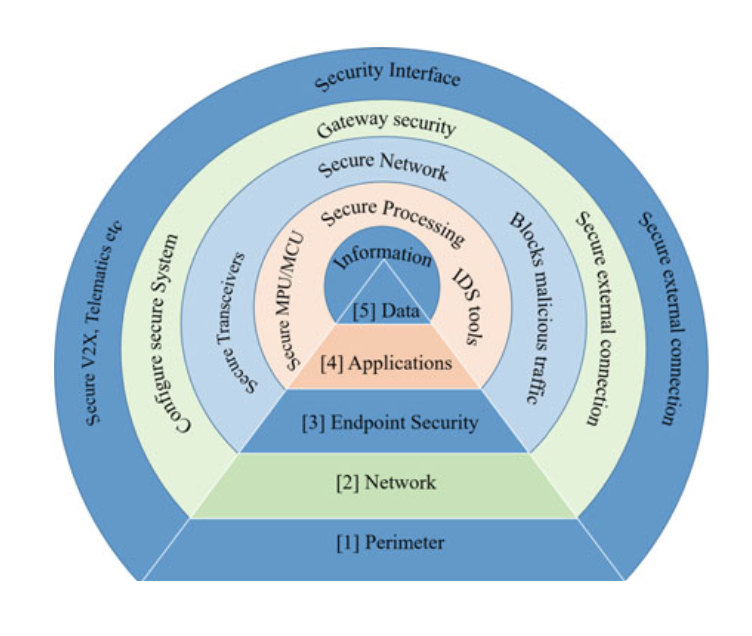 Security Interface
Gateway security
Secure Network
Secure Processing
Information
Secure V2X, Telematics etc
Configure secure System
Secure Transceivers
Secure MPU/MCU
IDS tools
Blocks malicious traffic
Secure external connection
Secure external connection
[5] Data
[4] Applications
[3] Endpoint Security
[2] Network
[1] Perimeter